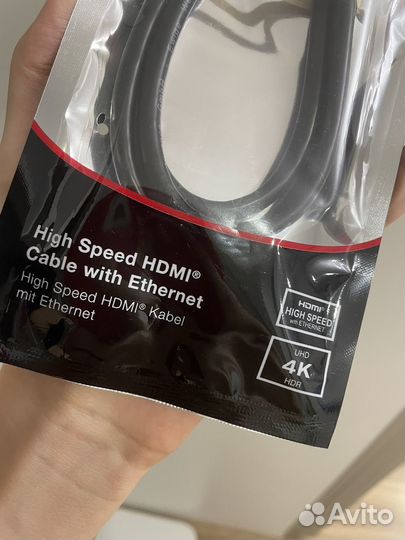 High Speed HDMI®
Cable with Ethernet
High Speed HDMI® Kabel
mit Ethernet
HDMI
HIGH SPEED
with ETHERNET
UHD
4K
HDR
Avito